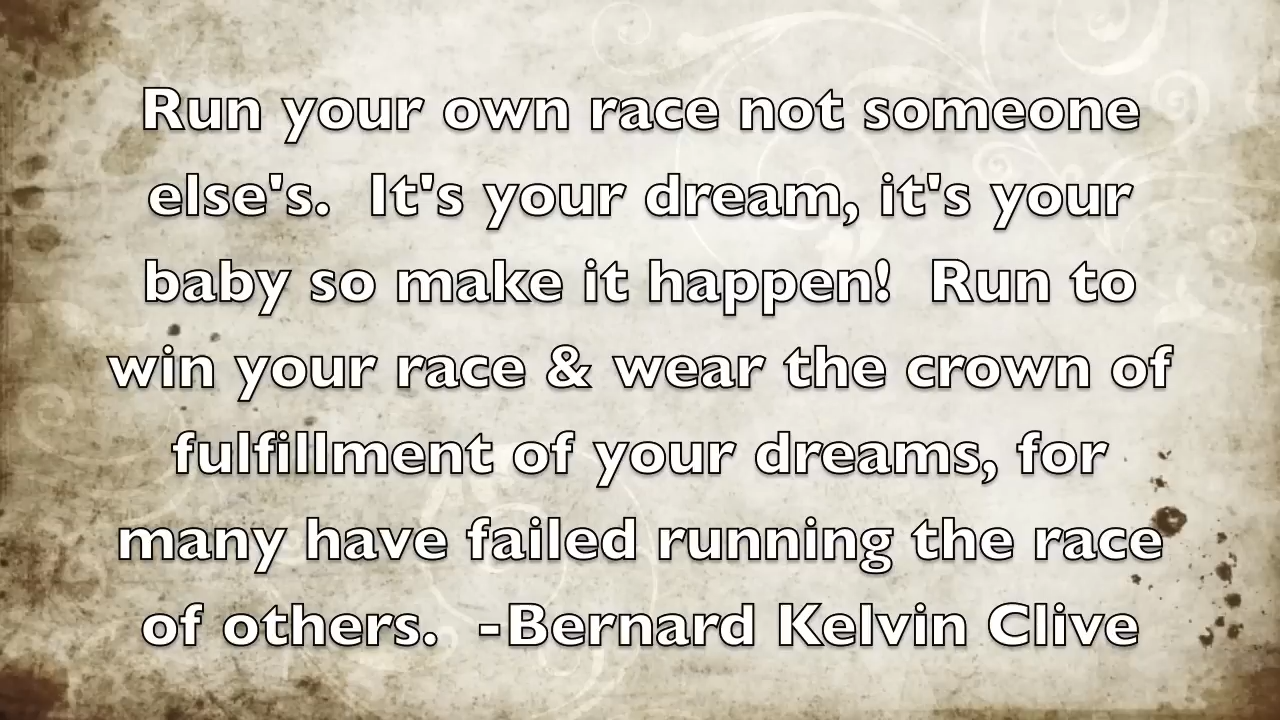 Run your own race not someone
else's.  It's your dream, it's your
baby so make it happen!  Run to
win your race & wear the crown of
fulfillment of your dreams, for
many have failed running the race
of others.  -Bernard Kelvin Clive